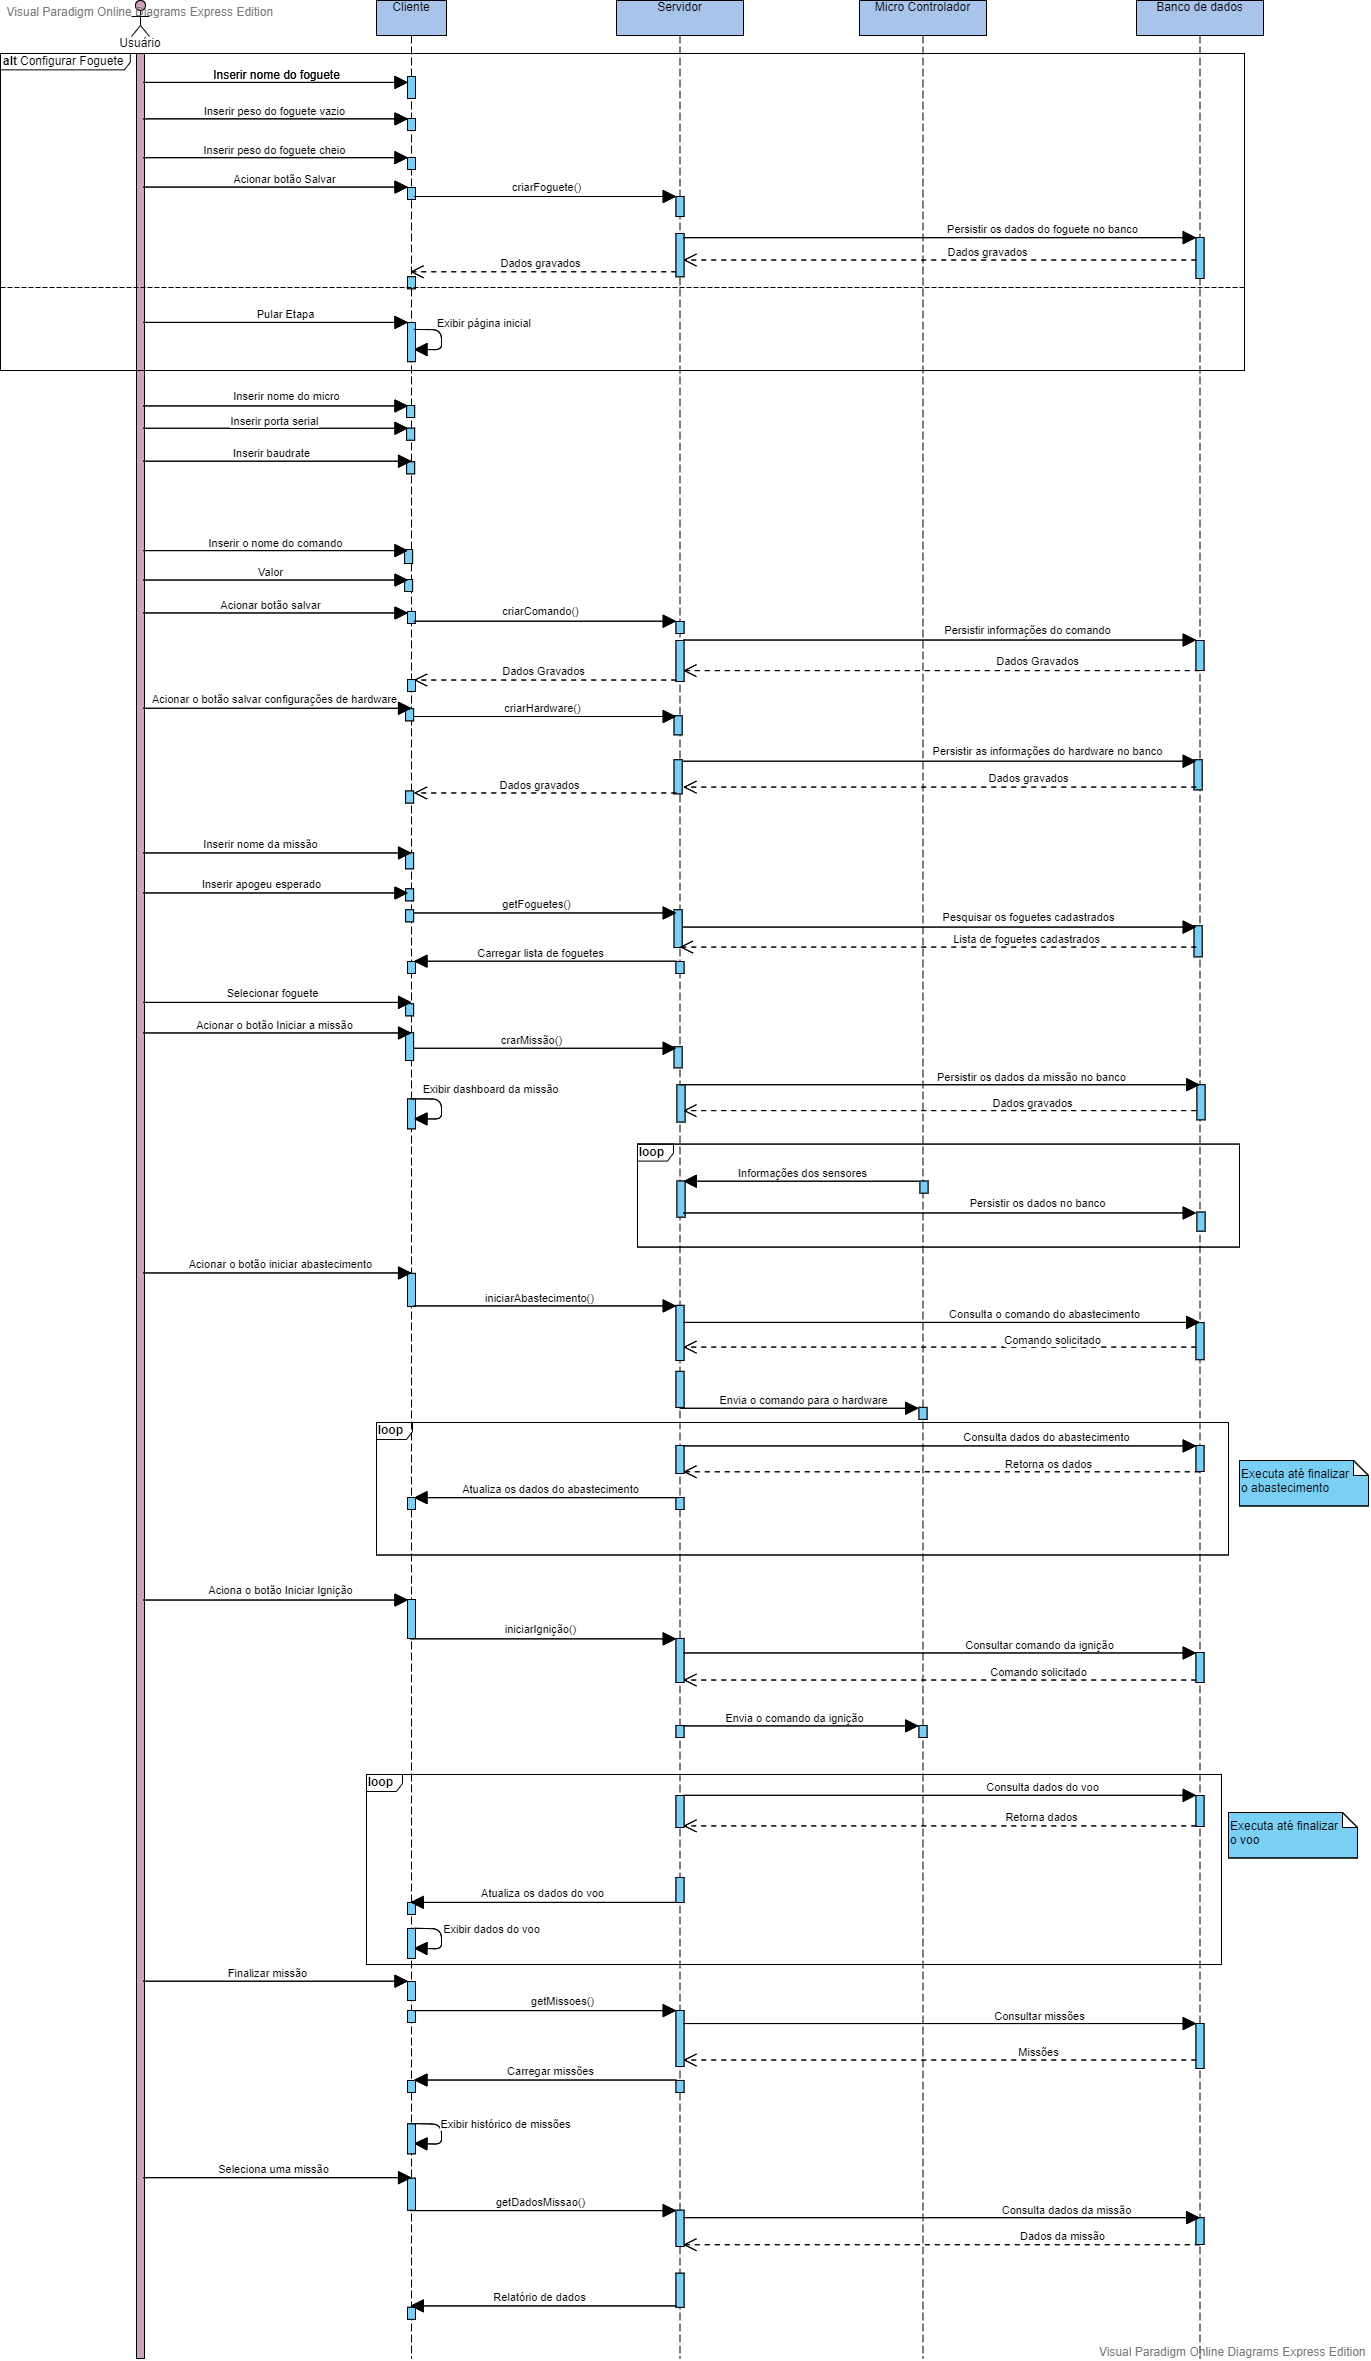 Visual Paradigm Online Diagrams Express Edition
Cliente
Servidor
Micro Controlador
Banco de dados
Usuário
alt Configurar Foguete
Inserir nome do foguete
Inserir peso do foguete vazio
Inserir peso do foguete cheio
Acionar botão Salvar
criarFoguete()
Persistir os dados do foguete no banco
Dados gravados
Dados gravados
Pular Etapa
Exibir página inicial
Inserir nome do micro
Inserir porta serial
Inserir baudrate
Inserir o nome do comando
Valor
Acionar botão salvar
criarComando()
Persistir informações do comando
Dados Gravados
Dados Gravados
Acionar o botão salvar configurações de hardware
criarHardware()
Persistir as informações do hardware no banco
Dados gravados
Dados gravados
Inserir nome da missão
Inserir apogeu esperado
getFoguetes()
Pesquisar os foguetes cadastrados
Lista de foguetes cadastrados
Carregar lista de foguetes
Selecionar foguete
Acionar o botão Iniciar a missão
crarMissão()
Persistir os dados da missão no banco
Exibir dashboard da missão
Dados gravados
loop
Informações dos sensores
Persistir os dados no banco
Acionar o botão iniciar abastecimento
iniciarAbastecimento()
Consulta o comando do abastecimento
Comando solicitado
Envia o comando para o hardware
loop
Consulta dados do abastecimento
Retorna os dados
Executa até finalizar
o abastecimento
Atualiza os dados do abastecimento
Aciona o botão Iniciar Ignição
iniciarIgnição()
Consultar comando da ignição
Comando solicitado
Envia o comando da ignição
loop
Consulta dados do voo
Retorna dados
Executa até finalizar
o voo
Atualiza os dados do voo
Exibir dados do voo
Finalizar missão
getMissoes()
Consultar missões
Missões
Carregar missões
Exibir histórico de missões
Seleciona uma missão
getDadosMissao()
Consulta dados da missão
Dados da missão
Relatório de dados
Visual Paradigm Online Diagrams Express Edition